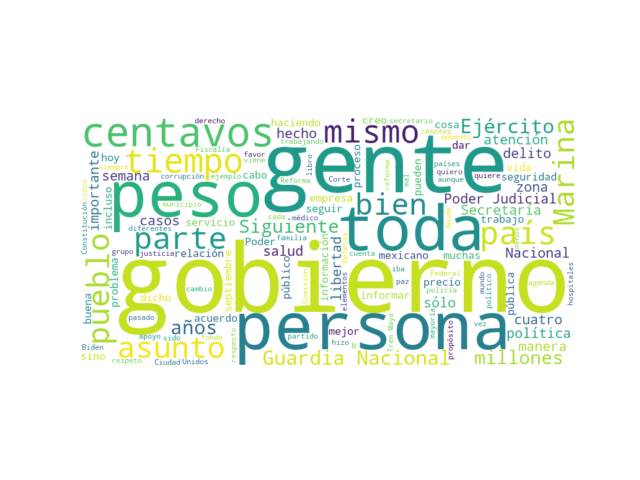 derecho
haciendo
creo
secretario
cosa
Ejército
centavos
Fiscalía
hecho
mismo
trabajando
atención
gente
tiempo
favor
viene
libro
dar
delito
Marina
hoy
siempre
corrupción
ejemplo
cabo
Reforma
proceso
reforma
países
quiero
aunque
quiere
vida
seguridad
zona
importante
incluso
casos
peso
municipio
servicio
cada
médico
empresa
seguir
pueden
bien
Poder Judicial
Secretaria
trabajo
Constitución
diferentes
Siguiente
toda
país
parte
Poder
familia
información
libertad
cuenta
muchas
Nacional
pueblo
grupo
justicia
relación
salud
mexicano
problema
gobierno
cambio
septiembre
público
Comisión
elementos
iba
paz
Federal
policía
precio
mundo
político
pública
agenda
hospitales
buena
dicho
informar
sólo
pasado
años
acuerdo
persona
Tren Maya
mayoría
cuatro
política
apoyo
sido
fondo
respecto
mejor
partido
hizo
N
propósito
vez
manera
Biden
sino
asunto
respeto
Ciudad
Unidos
Guardia Nacional
millones
semana
cenotes
momento
Corte